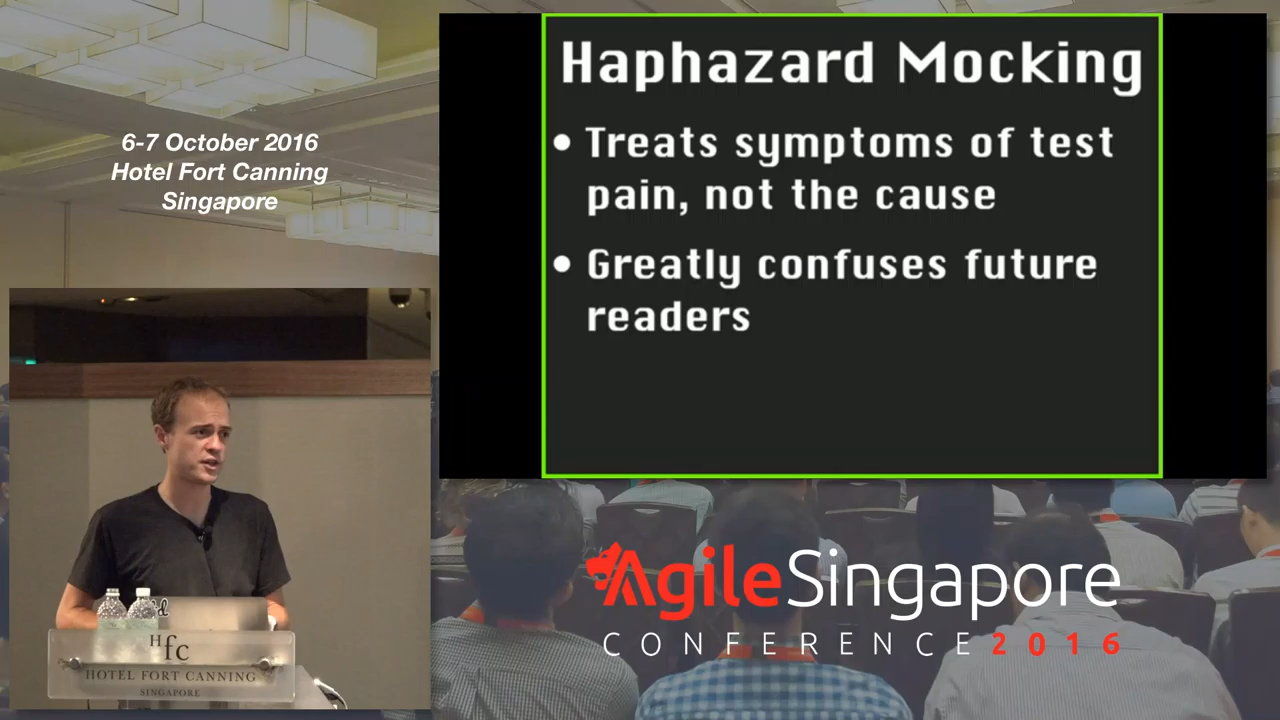 6-7 October 2016
Hotel Fort Canning
Singapore
Haphazard Mocking
• Treats symptoms of test
pain, not the cause
• Greatly confuses future
readers
Hfc
HOTEL FORT CANNING
SINGAPORE
AgileSingapore
CONFERENCE 2016